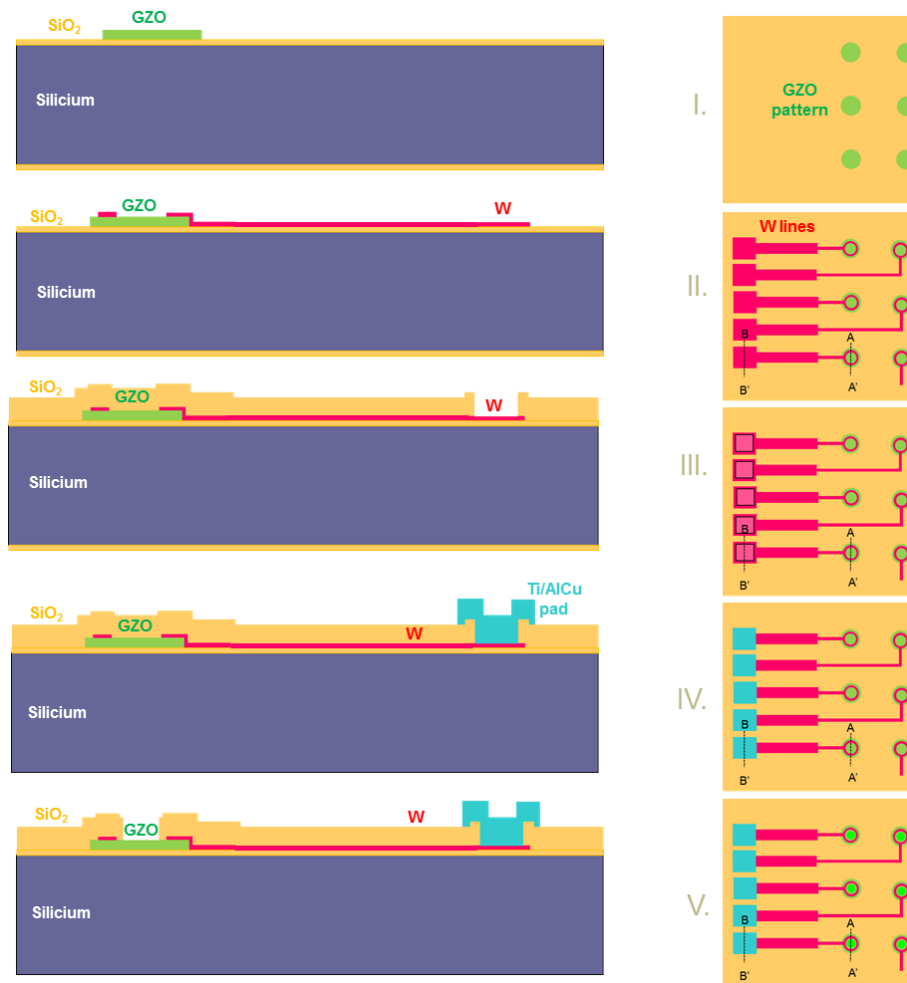 SiO2
GZO
Silicium
I.
GZO
pattern
SiO2
GZO
W
Silicium
II.
W lines
B
A
B'
A'
SiO2
GZO
W
Silicium
III.
B
A
B'
A'
SiO2
GZO
W
Ti/AlCu
pad
Silicium
IV.
B
A
B'
A'
SiO2
GZO
W
Silicium
V.
B
A
B'
A'